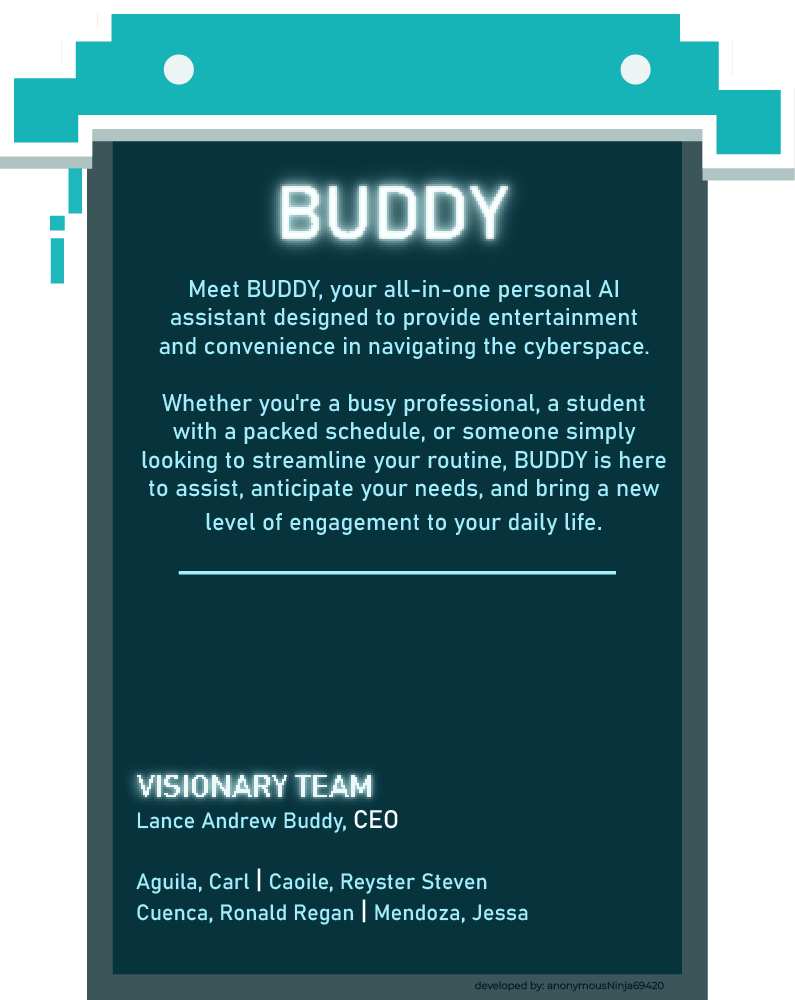 BUDDY
Meet BUDDY, your all-in-one personal AI
assistant designed to provide entertainment
and convenience in navigating the cyberspace.
Whether you're a busy professional, a student
with a packed schedule, or someone simply
looking to streamline your routine, BUDDY is here
to assist, anticipate your needs, and bring a new
level of engagement to your daily life.
VISIONARY TEAM
Lance Andrew Buddy, CEO
Aguila, Carl | Caoile, Reyster Steven
Cuenca, Ronald Regan | Mendoza, Jessa
developed by: anonymousNinja69420